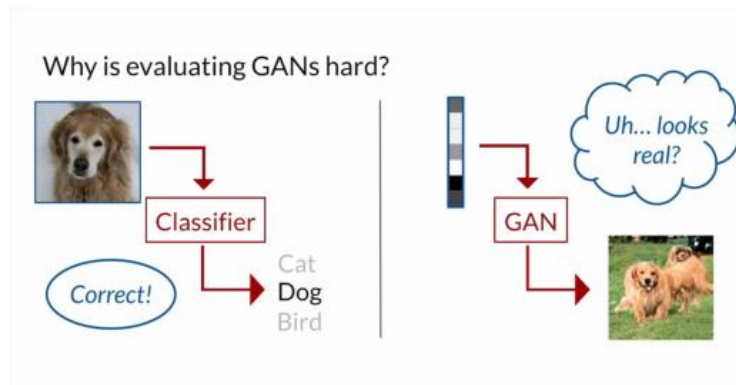 Why is evaluating GANs hard?
Classifier
Correct!
Cat
Dog
Bird
Uh... looks
real?
GAN